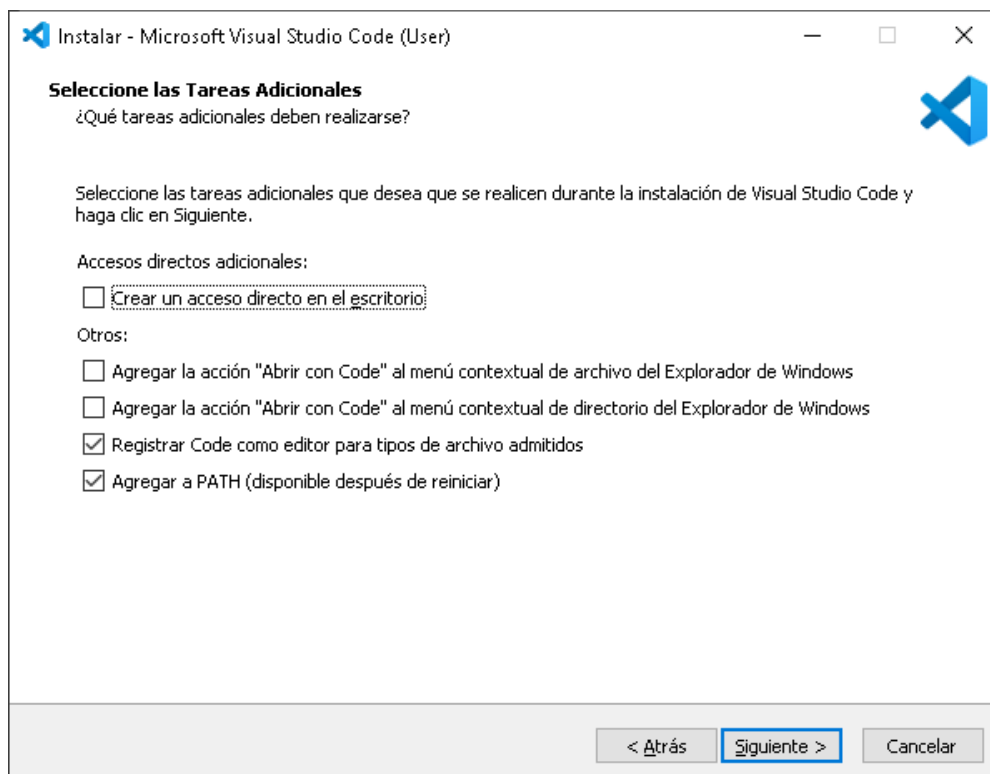 Instalar - Microsoft Visual Studio Code (User)
Seleccione las Tareas Adicionales
¿Qué tareas adicionales deben realizarse?
Seleccione las tareas adicionales que desea que se realicen durante la instalación de Visual Studio Code y
haga clic en Siguiente.
Accesos directos adicionales:
Crear un acceso directo en el escritorio
Otros:
Agregar la acción "Abrir con Code" al menú contextual de archivo del Explorador de Windows
Agregar la acción "Abrir con Code" al menú contextual de directorio del Explorador de Windows
Registrar Code como editor para tipos de archivo admitidos
Agregar a PATH (disponible después de reiniciar)
< Atrás Siguiente > Cancelar